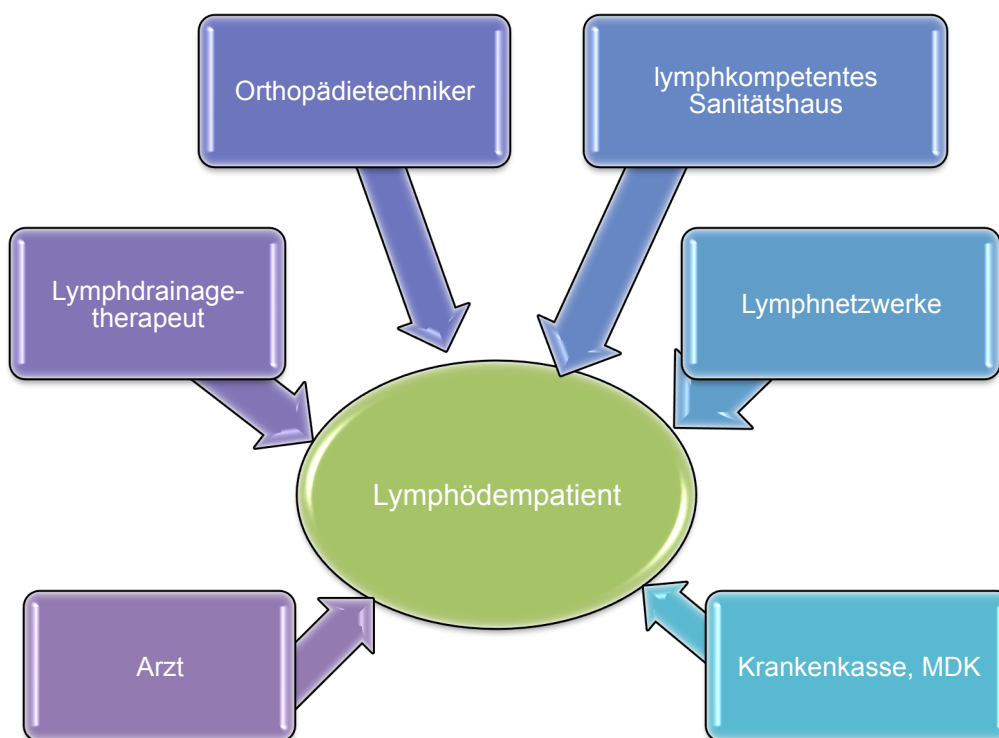 Orthopädietechniker
lymphkompetentes
Sanitätshaus
Lymphdrainage-
therapeut
Lymphnetzwerke
Lymphödempatient
Arzt
Krankenkasse, MDK